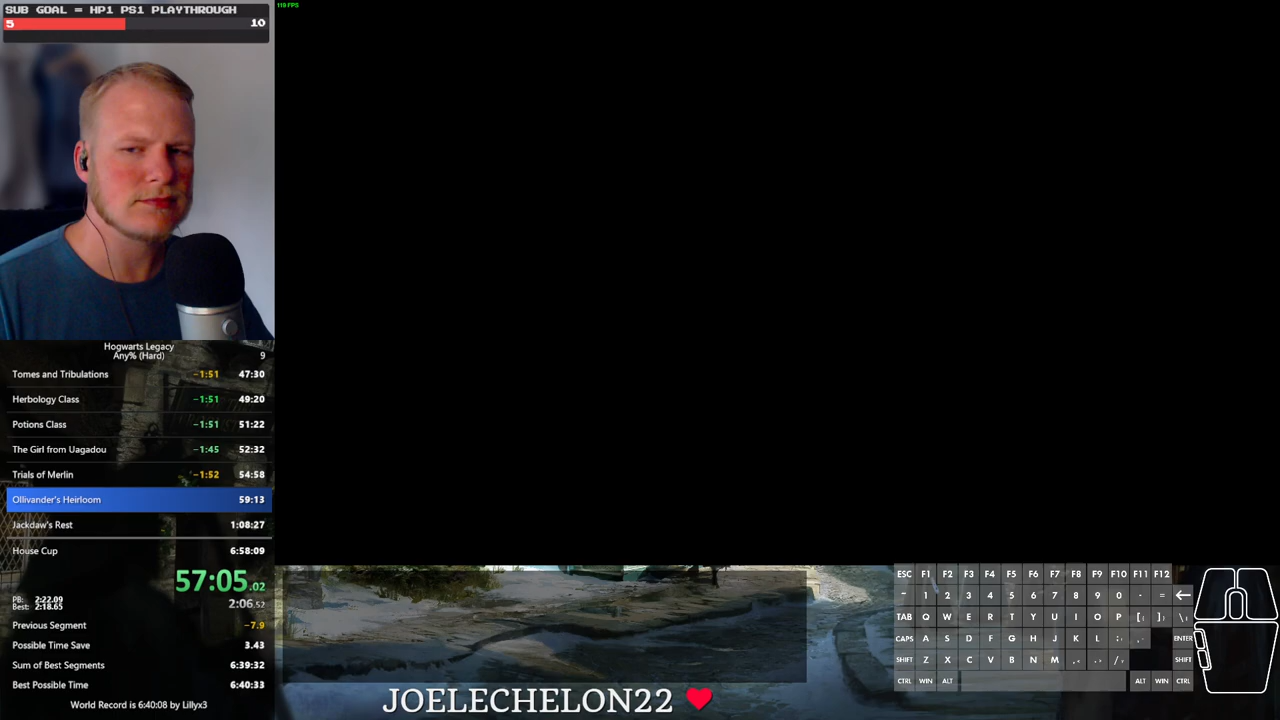 SUB GOAL = HP1 PS1 PLAYTHROUGH
5 10
119 FPS
Hogwarts Legacy
Any% (Hard) 9
Tomes and Tribulations -1:51 47:30
Herbology Class -1:51 49:20
Potions Class -1:51 51:22
The Girl from Uagadou -1:45 52:32
Trials of Merlin -1:52 54:58
Ollivander's Heirloom 59:13
Jackdaw's Rest 1:08:27
House Cup 6:58:09
57:05.02
PB: 2:22.09
Best: 2:18.65
2:06.52
Previous Segment -7.9
Possible Time Save 3.43
Sum of Best Segments 6:39:32
Best Possible Time 6:40:33
World Record is 6:40:08 by Lillyx3
JOELECHELON22
ESC F1 F2 F3 F4 F5 F6 F7 F8 F9 F10 F11 F12
1 2 3 4 5 6 7 8 9 0 - =
TAB Q W E R T Y U I O P
CAPS A S D F G H J K L ENTER
SHIFT Z X C V B N M SHIFT
CTRL WIN ALT ALT WIN CTRL